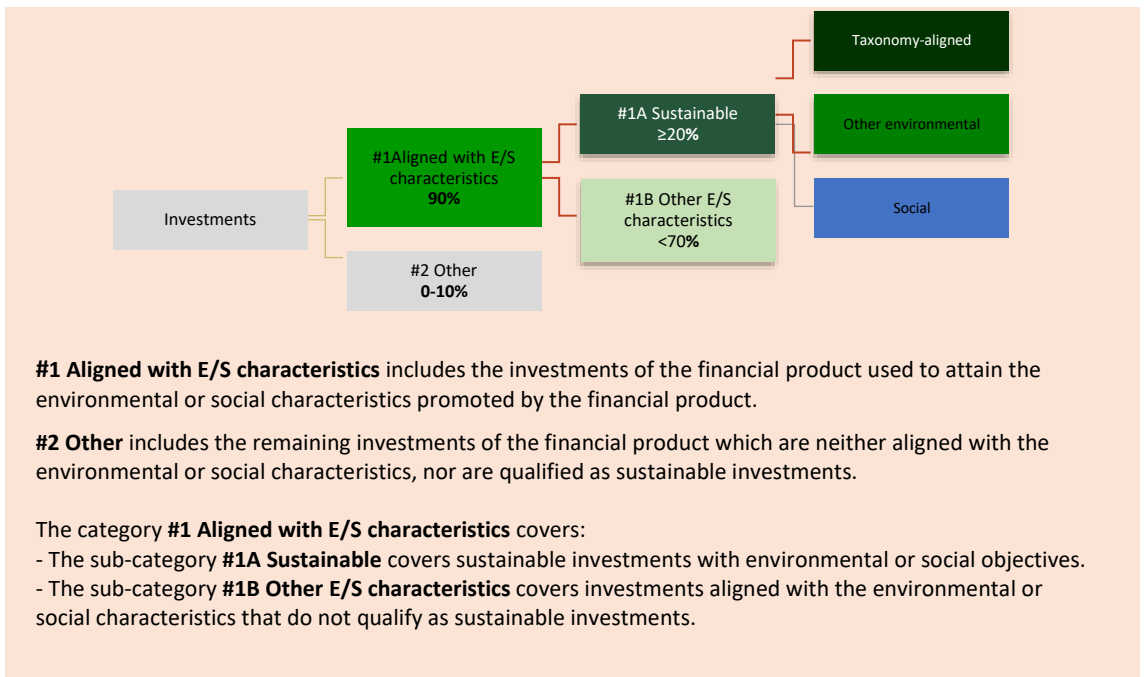 Taxonomy-aligned
#1A Sustainable
≥20%
Other environmental
#1Aligned with E/S
characteristics
90%
#1B Other E/S
characteristics
<70%
Social
Investments
#2 Other
0-10%
#1 Aligned with E/S characteristics includes the investments of the financial product used to attain the
environmental or social characteristics promoted by the financial product.
#2 Other includes the remaining investments of the financial product which are neither aligned with the
environmental or social characteristics, nor are qualified as sustainable investments.
The category #1 Aligned with E/S characteristics covers:
- The sub-category #1A Sustainable covers sustainable investments with environmental or social objectives.
- The sub-category #1B Other E/S characteristics covers investments aligned with the environmental or
social characteristics that do not qualify as sustainable investments.